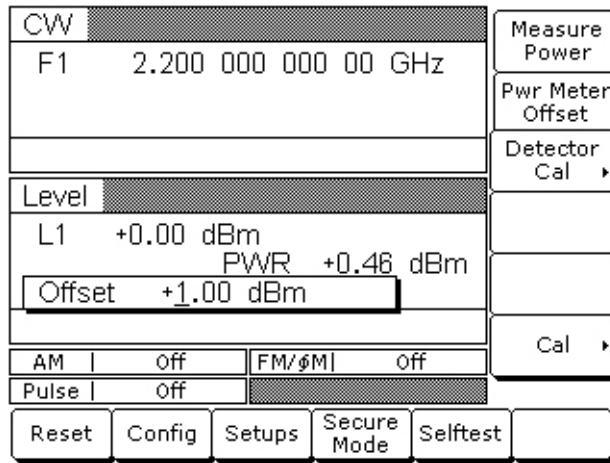 CW
F1 2.200 000 000 00 GHz
Level
L1 +0.00 dBm
PWR +0.46 dBm
Offset +1.00 dBm
AM | Off
FM/ϕM| Off
Pulse | Off
Measure
Power
Pwr Meter
Offset
Detector
Cal
Cal
Reset
Config
Setups
Secure
Mode
Selftest